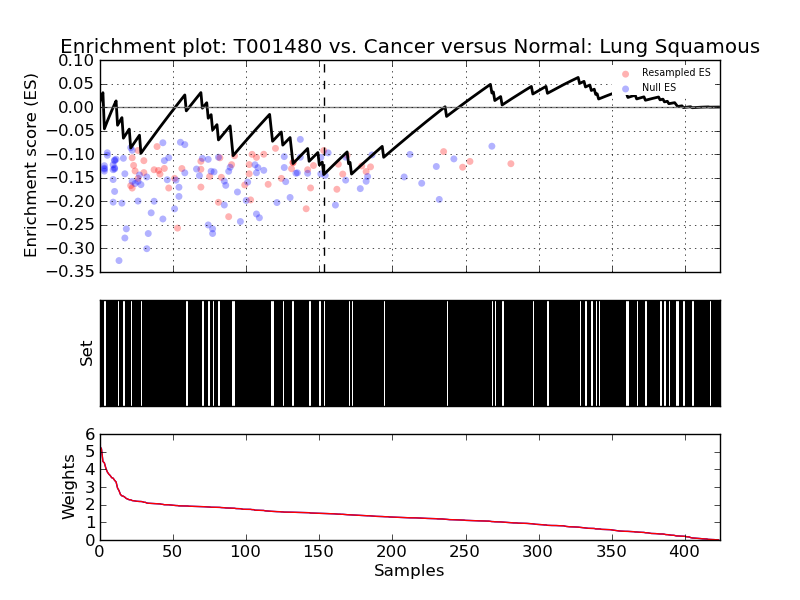 Enrichment plot: T001480 vs. Cancer versus Normal: Lung Squamous
Enrichment score (ES)
0.10
0.05
0.00
−0.05
−0.10
−0.15
−0.20
−0.25
−0.30
−0.35
Resampled ES
Null ES
Set
Weights
6
5
4
3
2
1
0
0 50 100 150 200 250 300 350 400
Samples